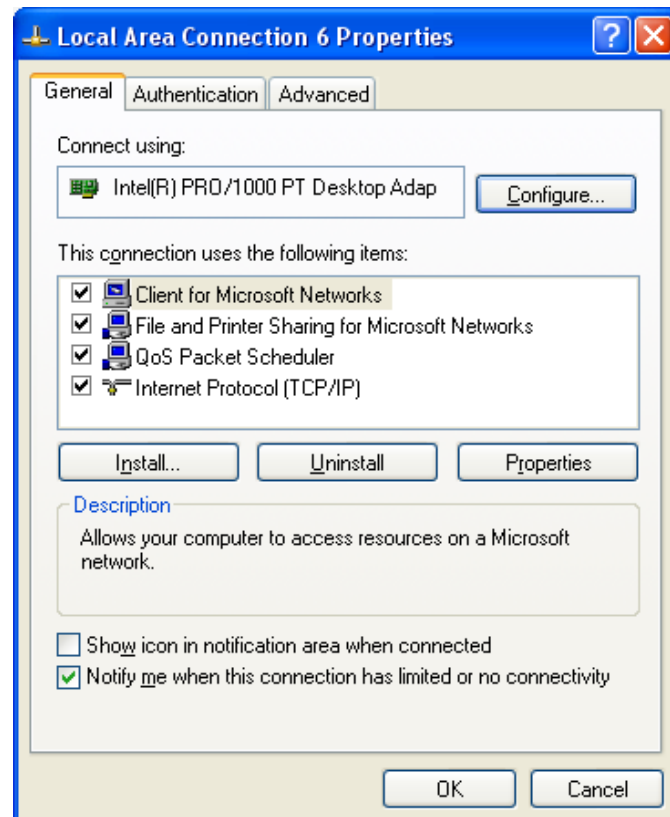 Local Area Connection 6 Properties
General Authentication Advanced
Connect using:
Intel(R) PRO/1000 PT Desktop Adap
Configure...
This connection uses the following items:
Client for Microsoft Networks
File and Printer Sharing for Microsoft Networks
QoS Packet Scheduler
Internet Protocol (TCP/IP)
Install... Uninstall Properties
Description
Allows your computer to access resources on a Microsoft
network.
Show icon in notification area when connected
Notify me when this connection has limited or no connectivity
OK Cancel